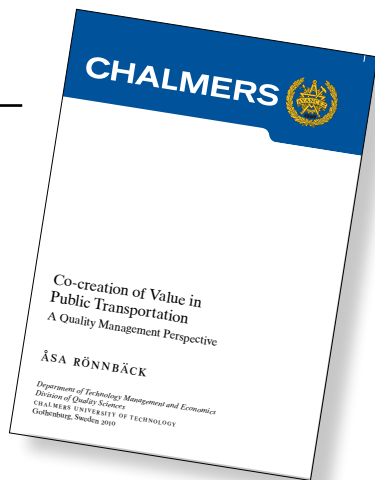 CHALMERS
AVANCEZ
Co-creation of Value in
Public Transportation
A Quality Management Perspective
ÅSA RÖNNBÄCK
Department of Technology Management and Economics
Division of Quality Sciences
CHALMERS UNIVERSITY OF TECHNOLOGY
Gothenburg, Sweden 2010